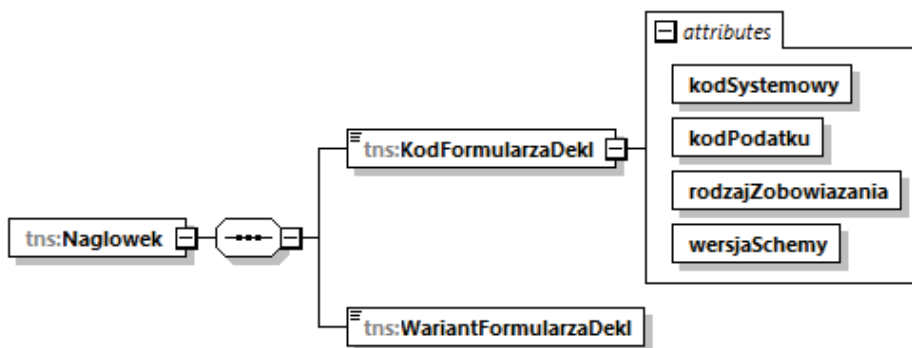 attributes
kodSystemowy
kodPodatku
rodzajZobowiazania
wersjaSchemy
tns:KodFormularzaDekl
tns:Naglowek
tns:WariantFormularzaDekl